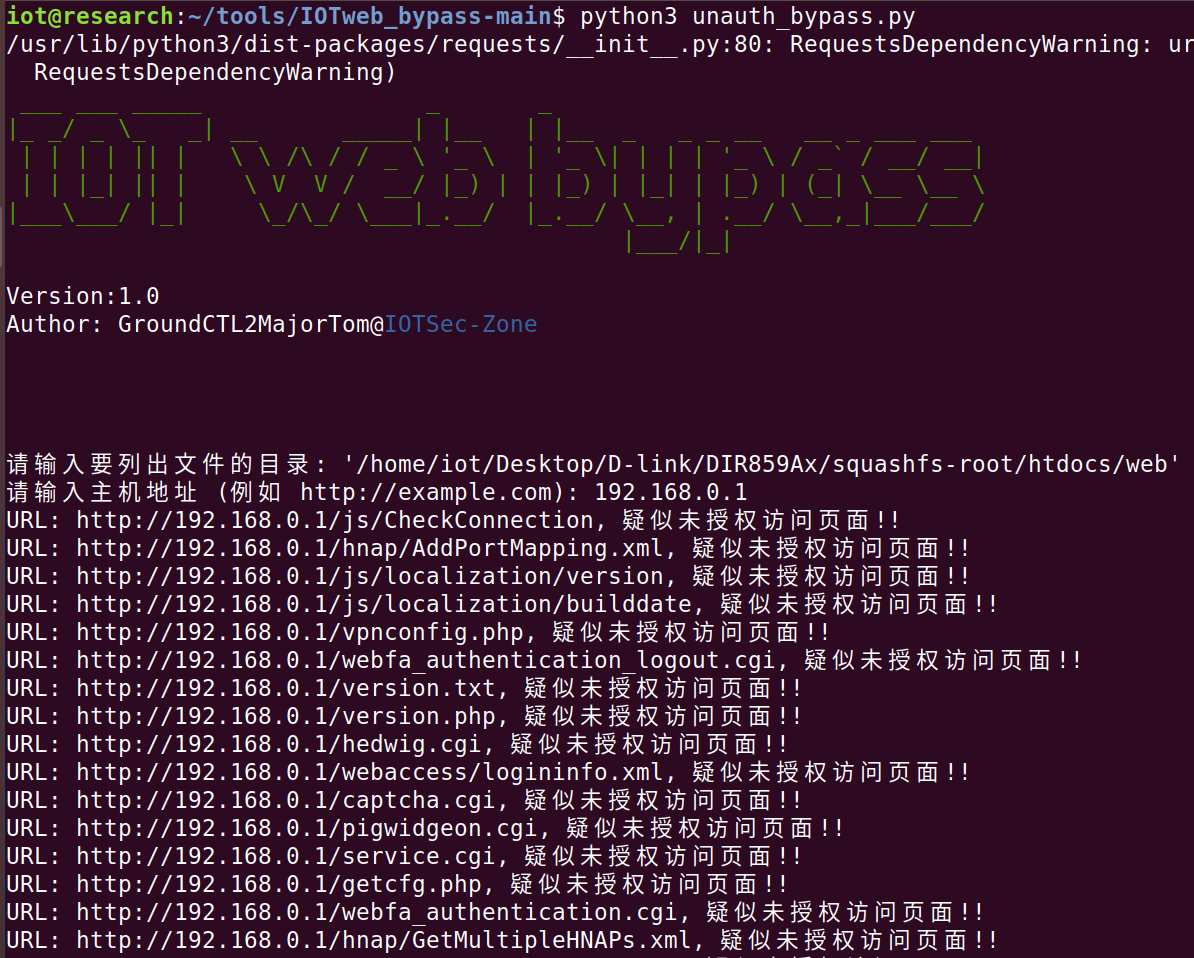 iot@research:~/tools/IOTweb_bypass-main$ python3 unauth_bypass.py
/usr/lib/python3/dist-packages/requests/__init__.py:80: RequestsDependencyWarning: ur
RequestsDependencyWarning)
IOT web bypass
Version:1.0
Author: GroundCTL2MajorTom@IOTSec-Zone
请输入要列出文件的目录: '/home/iot/Desktop/D-link/DIR859Ax/squashfs-root/htdocs/web'
请输入主机地址 (例如 http://example.com): 192.168.0.1
URL: http://192.168.0.1/js/CheckConnection, 疑似未授权访问页面!!
URL: http://192.168.0.1/hnap/AddPortMapping.xml, 疑似未授权访问页面!!
URL: http://192.168.0.1/js/localization/version, 疑似未授权访问页面!!
URL: http://192.168.0.1/js/localization/builddate, 疑似未授权访问页面!!
URL: http://192.168.0.1/vpnconfig.php, 疑似未授权访问页面!!
URL: http://192.168.0.1/webfa_authentication_logout.cgi, 疑似未授权访问页面!!
URL: http://192.168.0.1/version.txt, 疑似未授权访问页面!!
URL: http://192.168.0.1/version.php, 疑似未授权访问页面!!
URL: http://192.168.0.1/hedwig.cgi, 疑似未授权访问页面!!
URL: http://192.168.0.1/webaccess/logininfo.xml, 疑似未授权访问页面!!
URL: http://192.168.0.1/captcha.cgi, 疑似未授权访问页面!!
URL: http://192.168.0.1/pigwidgeon.cgi, 疑似未授权访问页面!!
URL: http://192.168.0.1/service.cgi, 疑似未授权访问页面!!
URL: http://192.168.0.1/getcfg.php, 疑似未授权访问页面!!
URL: http://192.168.0.1/webfa_authentication.cgi, 疑似未授权访问页面!!
URL: http://192.168.0.1/hnap/GetMultipleHNAPs.xml, 疑似未授权访问页面!!